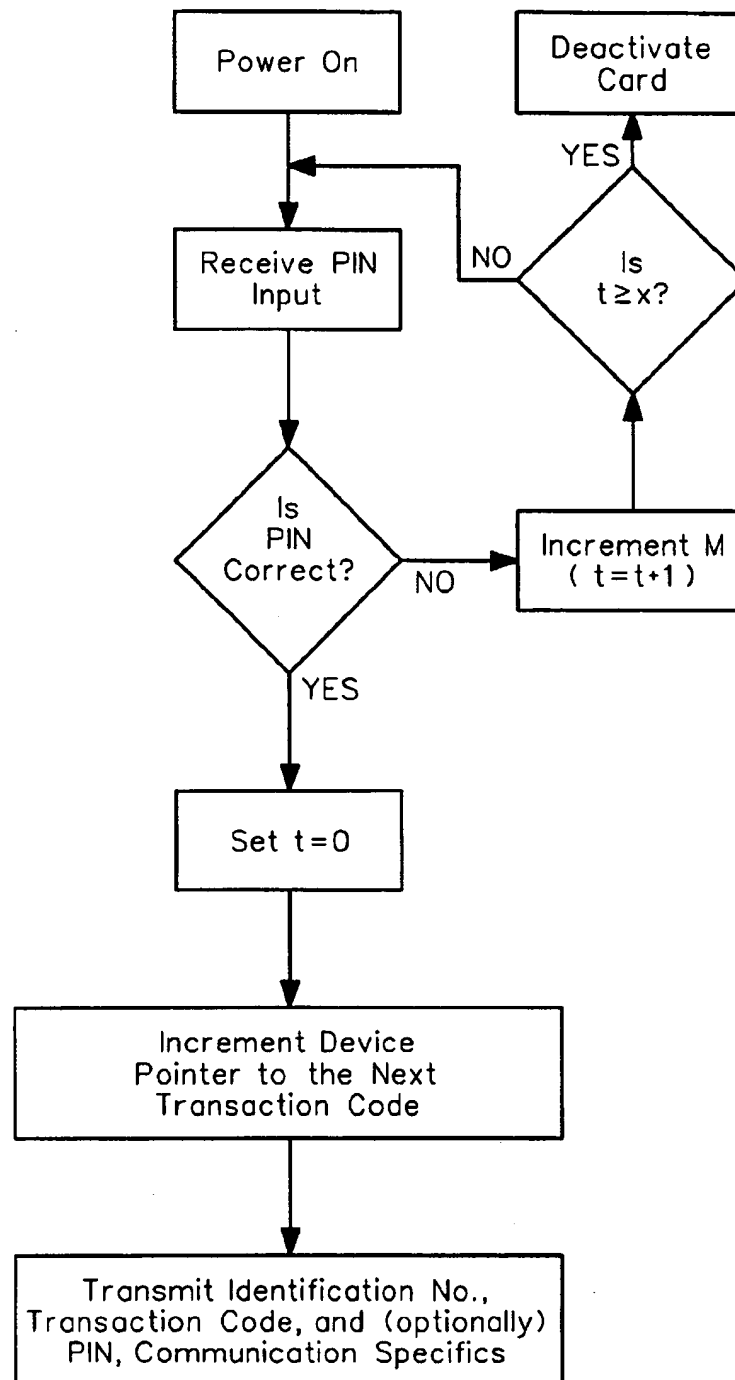 Power On
Deactivate
Card
YES
Receive PIN
Input
NO
Is
t≥x?
Is
PIN
Correct?
NO
Increment M
( t=t+1 )
YES
Set t=0
Increment Device
Pointer to the Next
Transaction Code
Transmit Identification No.,
Transaction Code, and (optionally)
PIN, Communication Specifics